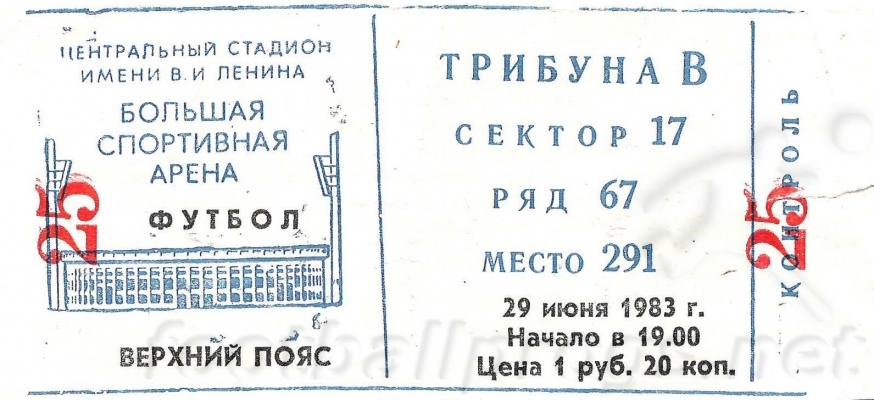 ЦЕНТРАЛЬНЫЙ СТАДИОН
ИМЕНИ В. И ЛЕНИНА
БОЛЬШАЯ
СПОРТИВНАЯ
АРЕНА
ФУТБОЛ
25
ВЕРХНИЙ ПОЯС
ТРИБУНА В
СЕКТОР 17
РЯД 67
МЕСТО 291
29 июня 1983 г.
Начало в 19.00
Цена 1 руб. 20 коп.
КОНТРОЛЬ
25